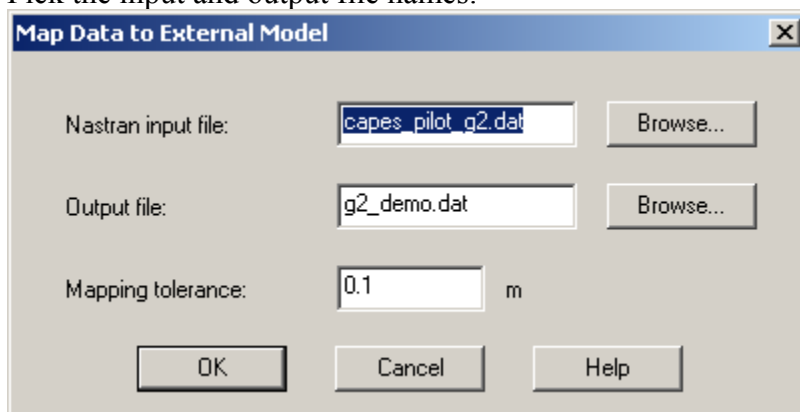 Pick the input and output file names.
Map Data to External Model
Nastran input file: capes_pilot_g2.dat Browse...
Output file: g2_demo.dat Browse...
Mapping tolerance: 0.1 m
OK Cancel Help